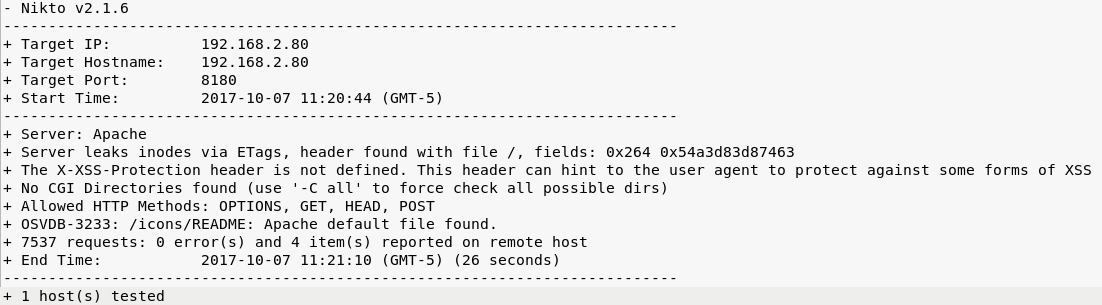 - Nikto v2.1.6
---------------------------------------------------------------------------
+ Target IP:          192.168.2.80
+ Target Hostname:    192.168.2.80
+ Target Port:        8180
+ Start Time:         2017-10-07 11:20:44 (GMT-5)
---------------------------------------------------------------------------
+ Server: Apache
+ Server leaks inodes via ETags, header found with file /, fields: 0x264 0x54a3d83d87463
+ The X-XSS-Protection header is not defined. This header can hint to the user agent to protect against some forms of XSS
+ No CGI Directories found (use '-C all' to force check all possible dirs)
+ Allowed HTTP Methods: OPTIONS, GET, HEAD, POST
+ OSVDB-3233: /icons/README: Apache default file found.
+ 7537 requests: 0 error(s) and 4 item(s) reported on remote host
+ End Time:           2017-10-07 11:21:10 (GMT-5) (26 seconds)
---------------------------------------------------------------------------
+ 1 host(s) tested